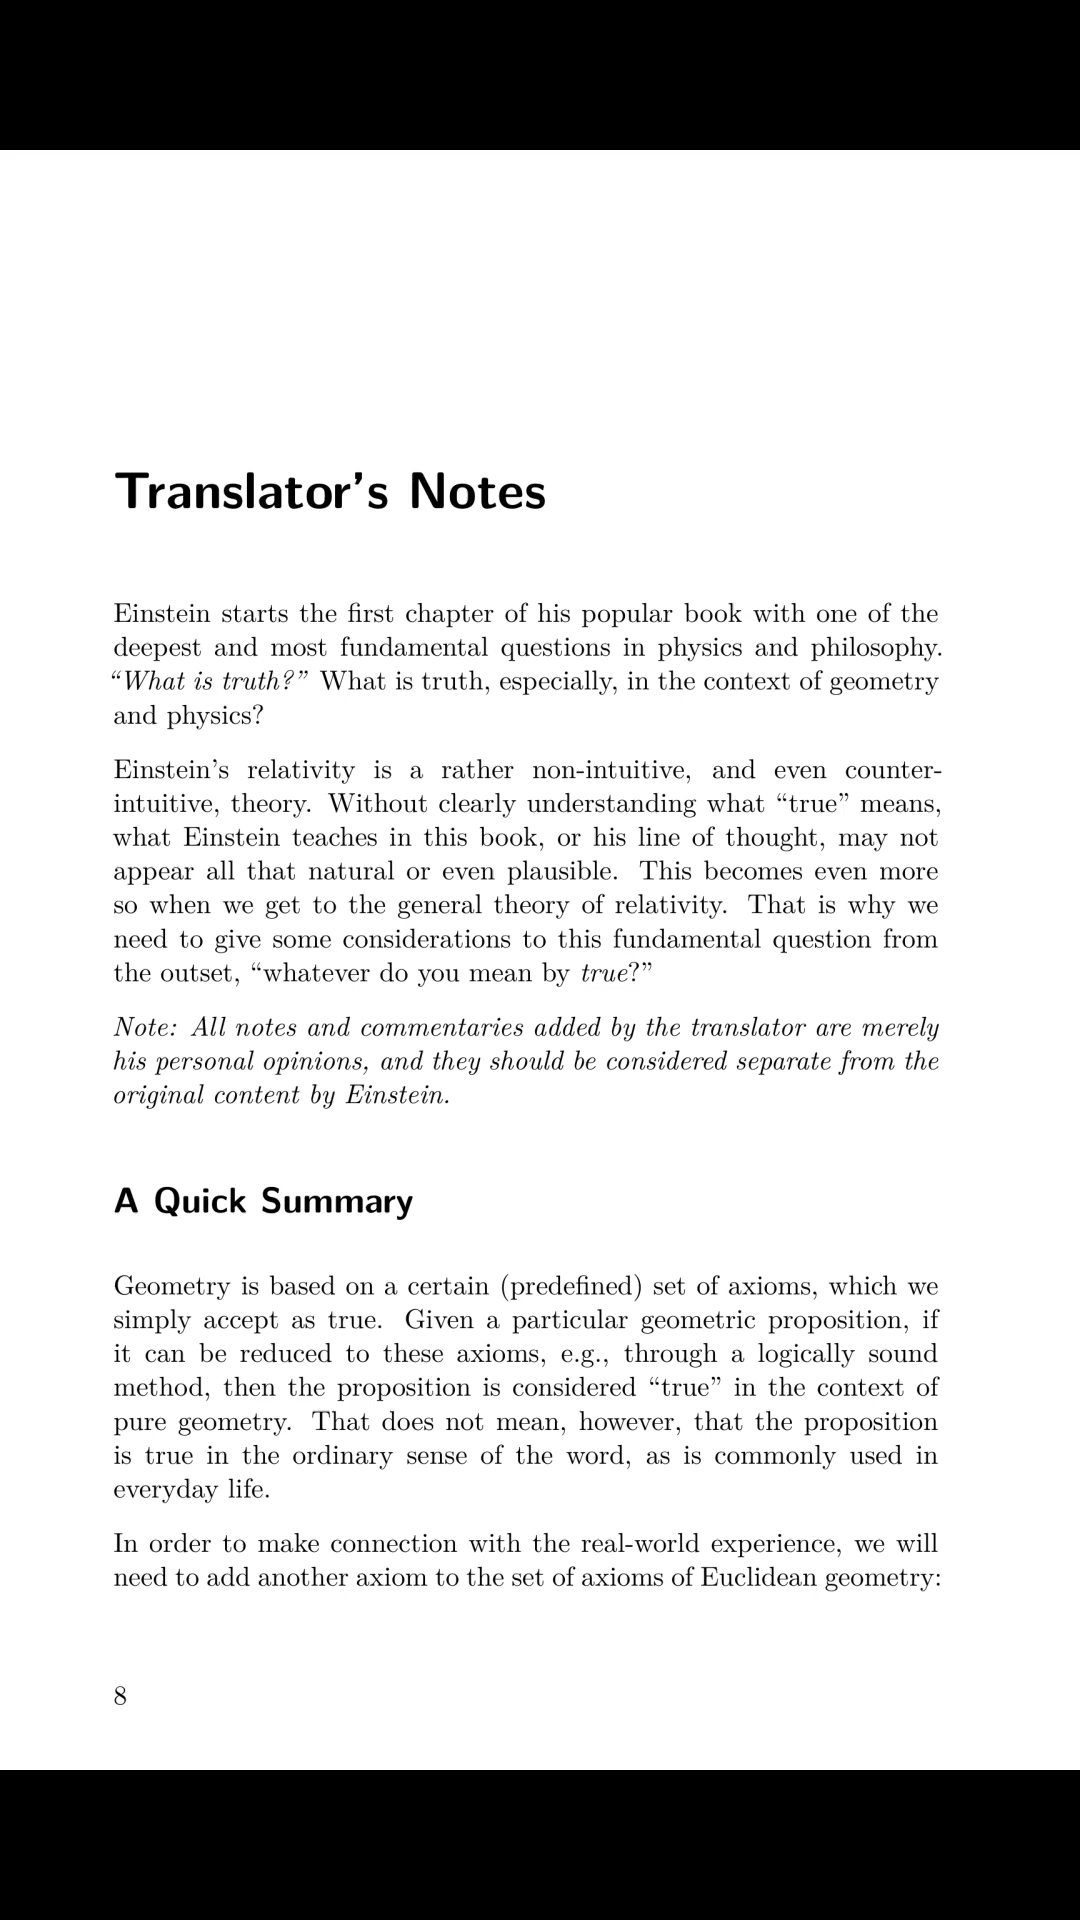 Translator’s Notes
Einstein starts the first chapter of his popular book with one of the
deepest and most fundamental questions in physics and philosophy.
“What is truth?” What is truth, especially, in the context of geometry
and physics?
Einstein’s relativity is a rather non-intuitive, and even counter-
intuitive, theory. Without clearly understanding what “true” means,
what Einstein teaches in this book, or his line of thought, may not
appear all that natural or even plausible. This becomes even more
so when we get to the general theory of relativity. That is why we
need to give some considerations to this fundamental question from
the outset, “whatever do you mean by true?”
Note: All notes and commentaries added by the translator are merely
his personal opinions, and they should be considered separate from the
original content by Einstein.
A Quick Summary
Geometry is based on a certain (predefined) set of axioms, which we
simply accept as true. Given a particular geometric proposition, if
it can be reduced to these axioms, e.g., through a logically sound
method, then the proposition is considered “true” in the context of
pure geometry. That does not mean, however, that the proposition
is true in the ordinary sense of the word, as is commonly used in
everyday life.
In order to make connection with the real-world experience, we will
need to add another axiom to the set of axioms of Euclidean geometry:
8